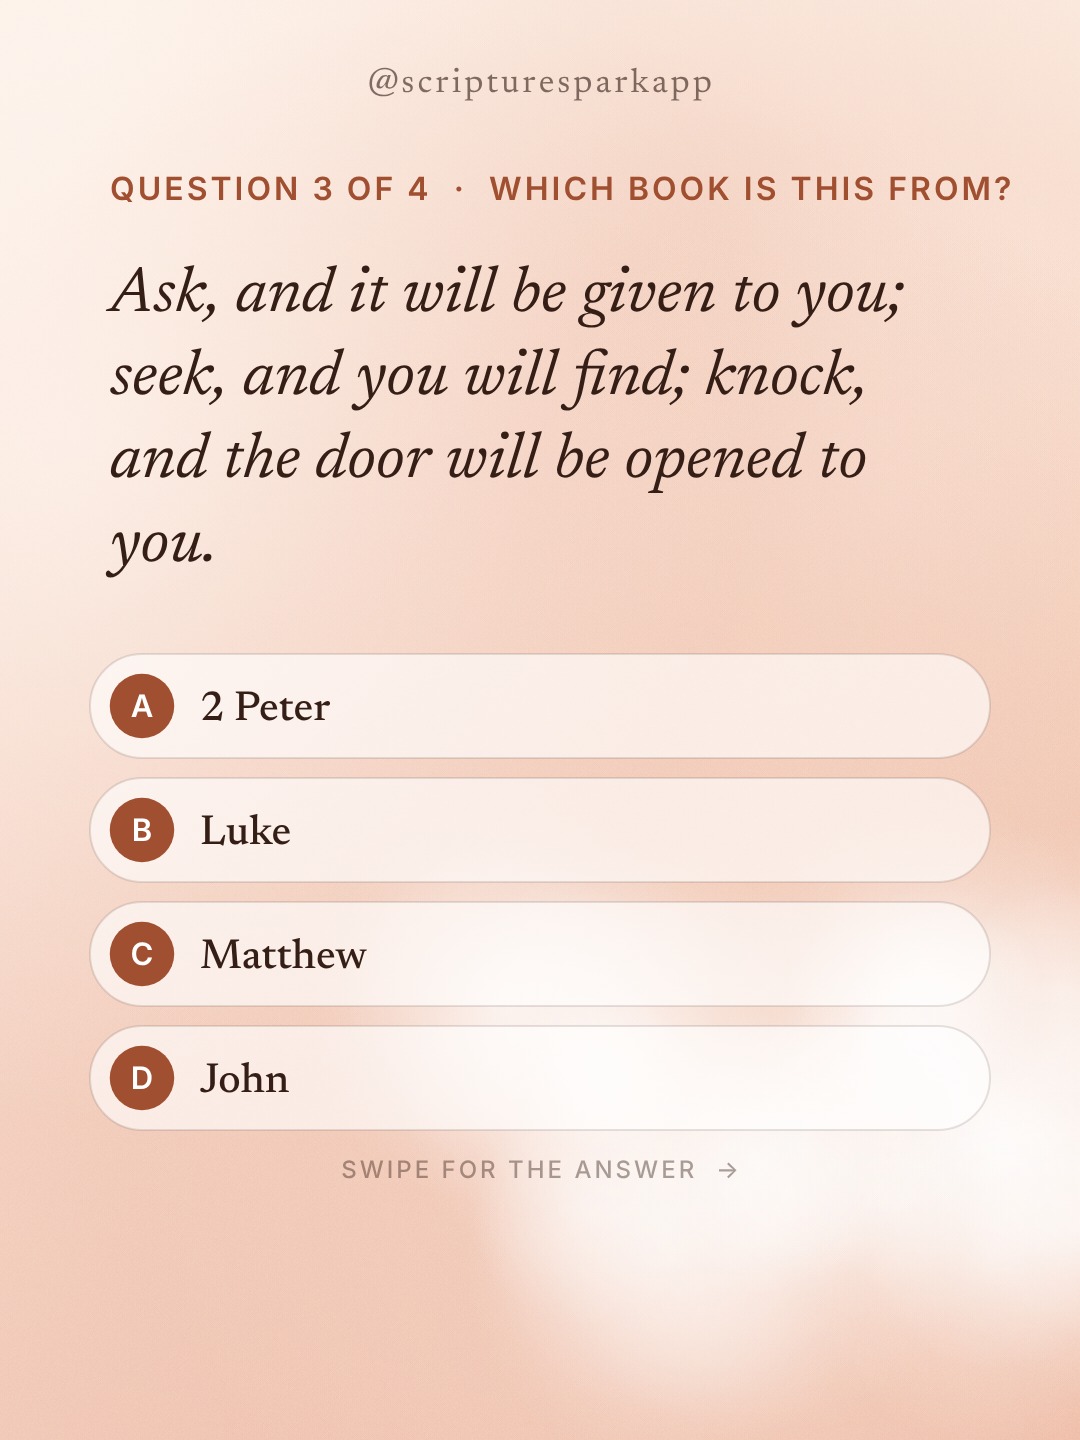 @scripturesparkapp
QUESTION 3 OF 4 · WHICH BOOK IS THIS FROM?
Ask, and it will be given to you;
seek, and you will find; knock,
and the door will be opened to
you.
A 2 Peter
B Luke
C Matthew
D John
SWIPE FOR THE ANSWER →